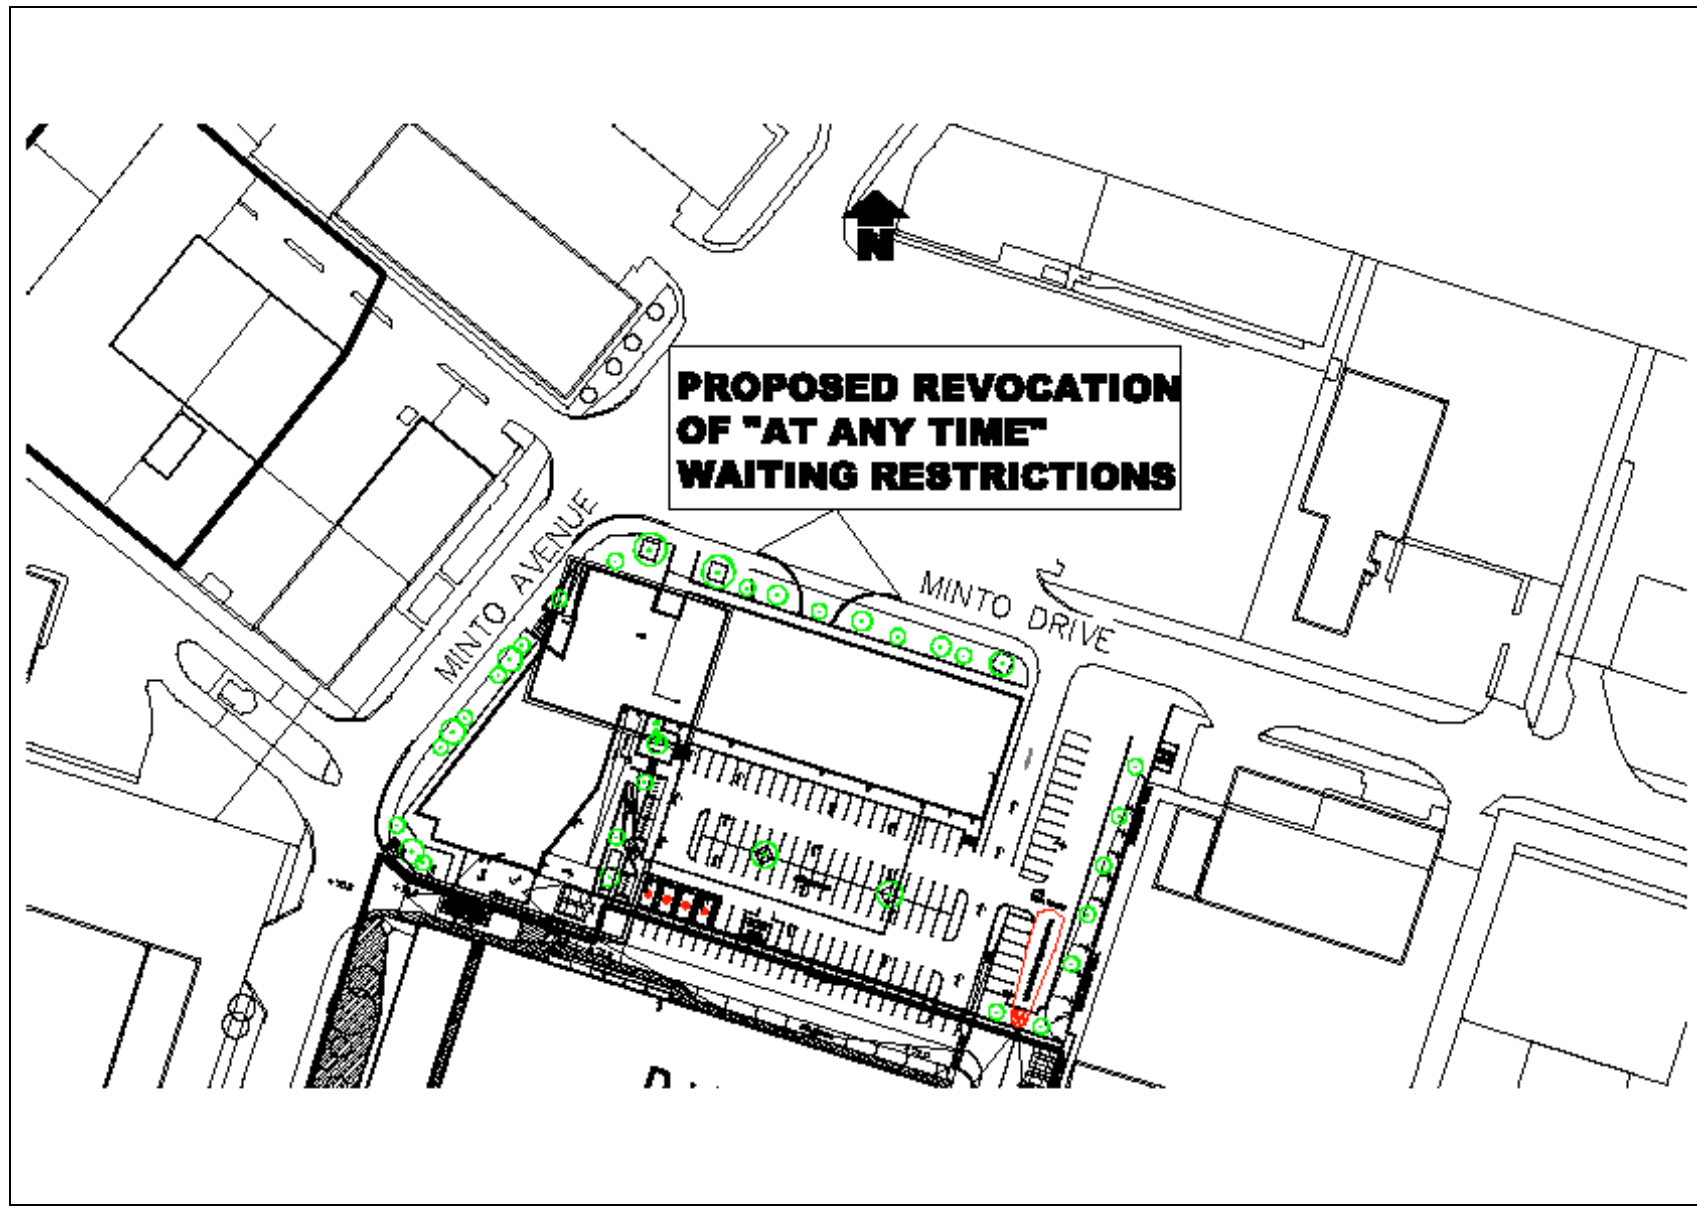 N
PROPOSED REVOCATION
OF "AT ANY TIME"
WAITING RESTRICTIONS
MINTO AVENUE
MINTO DRIVE